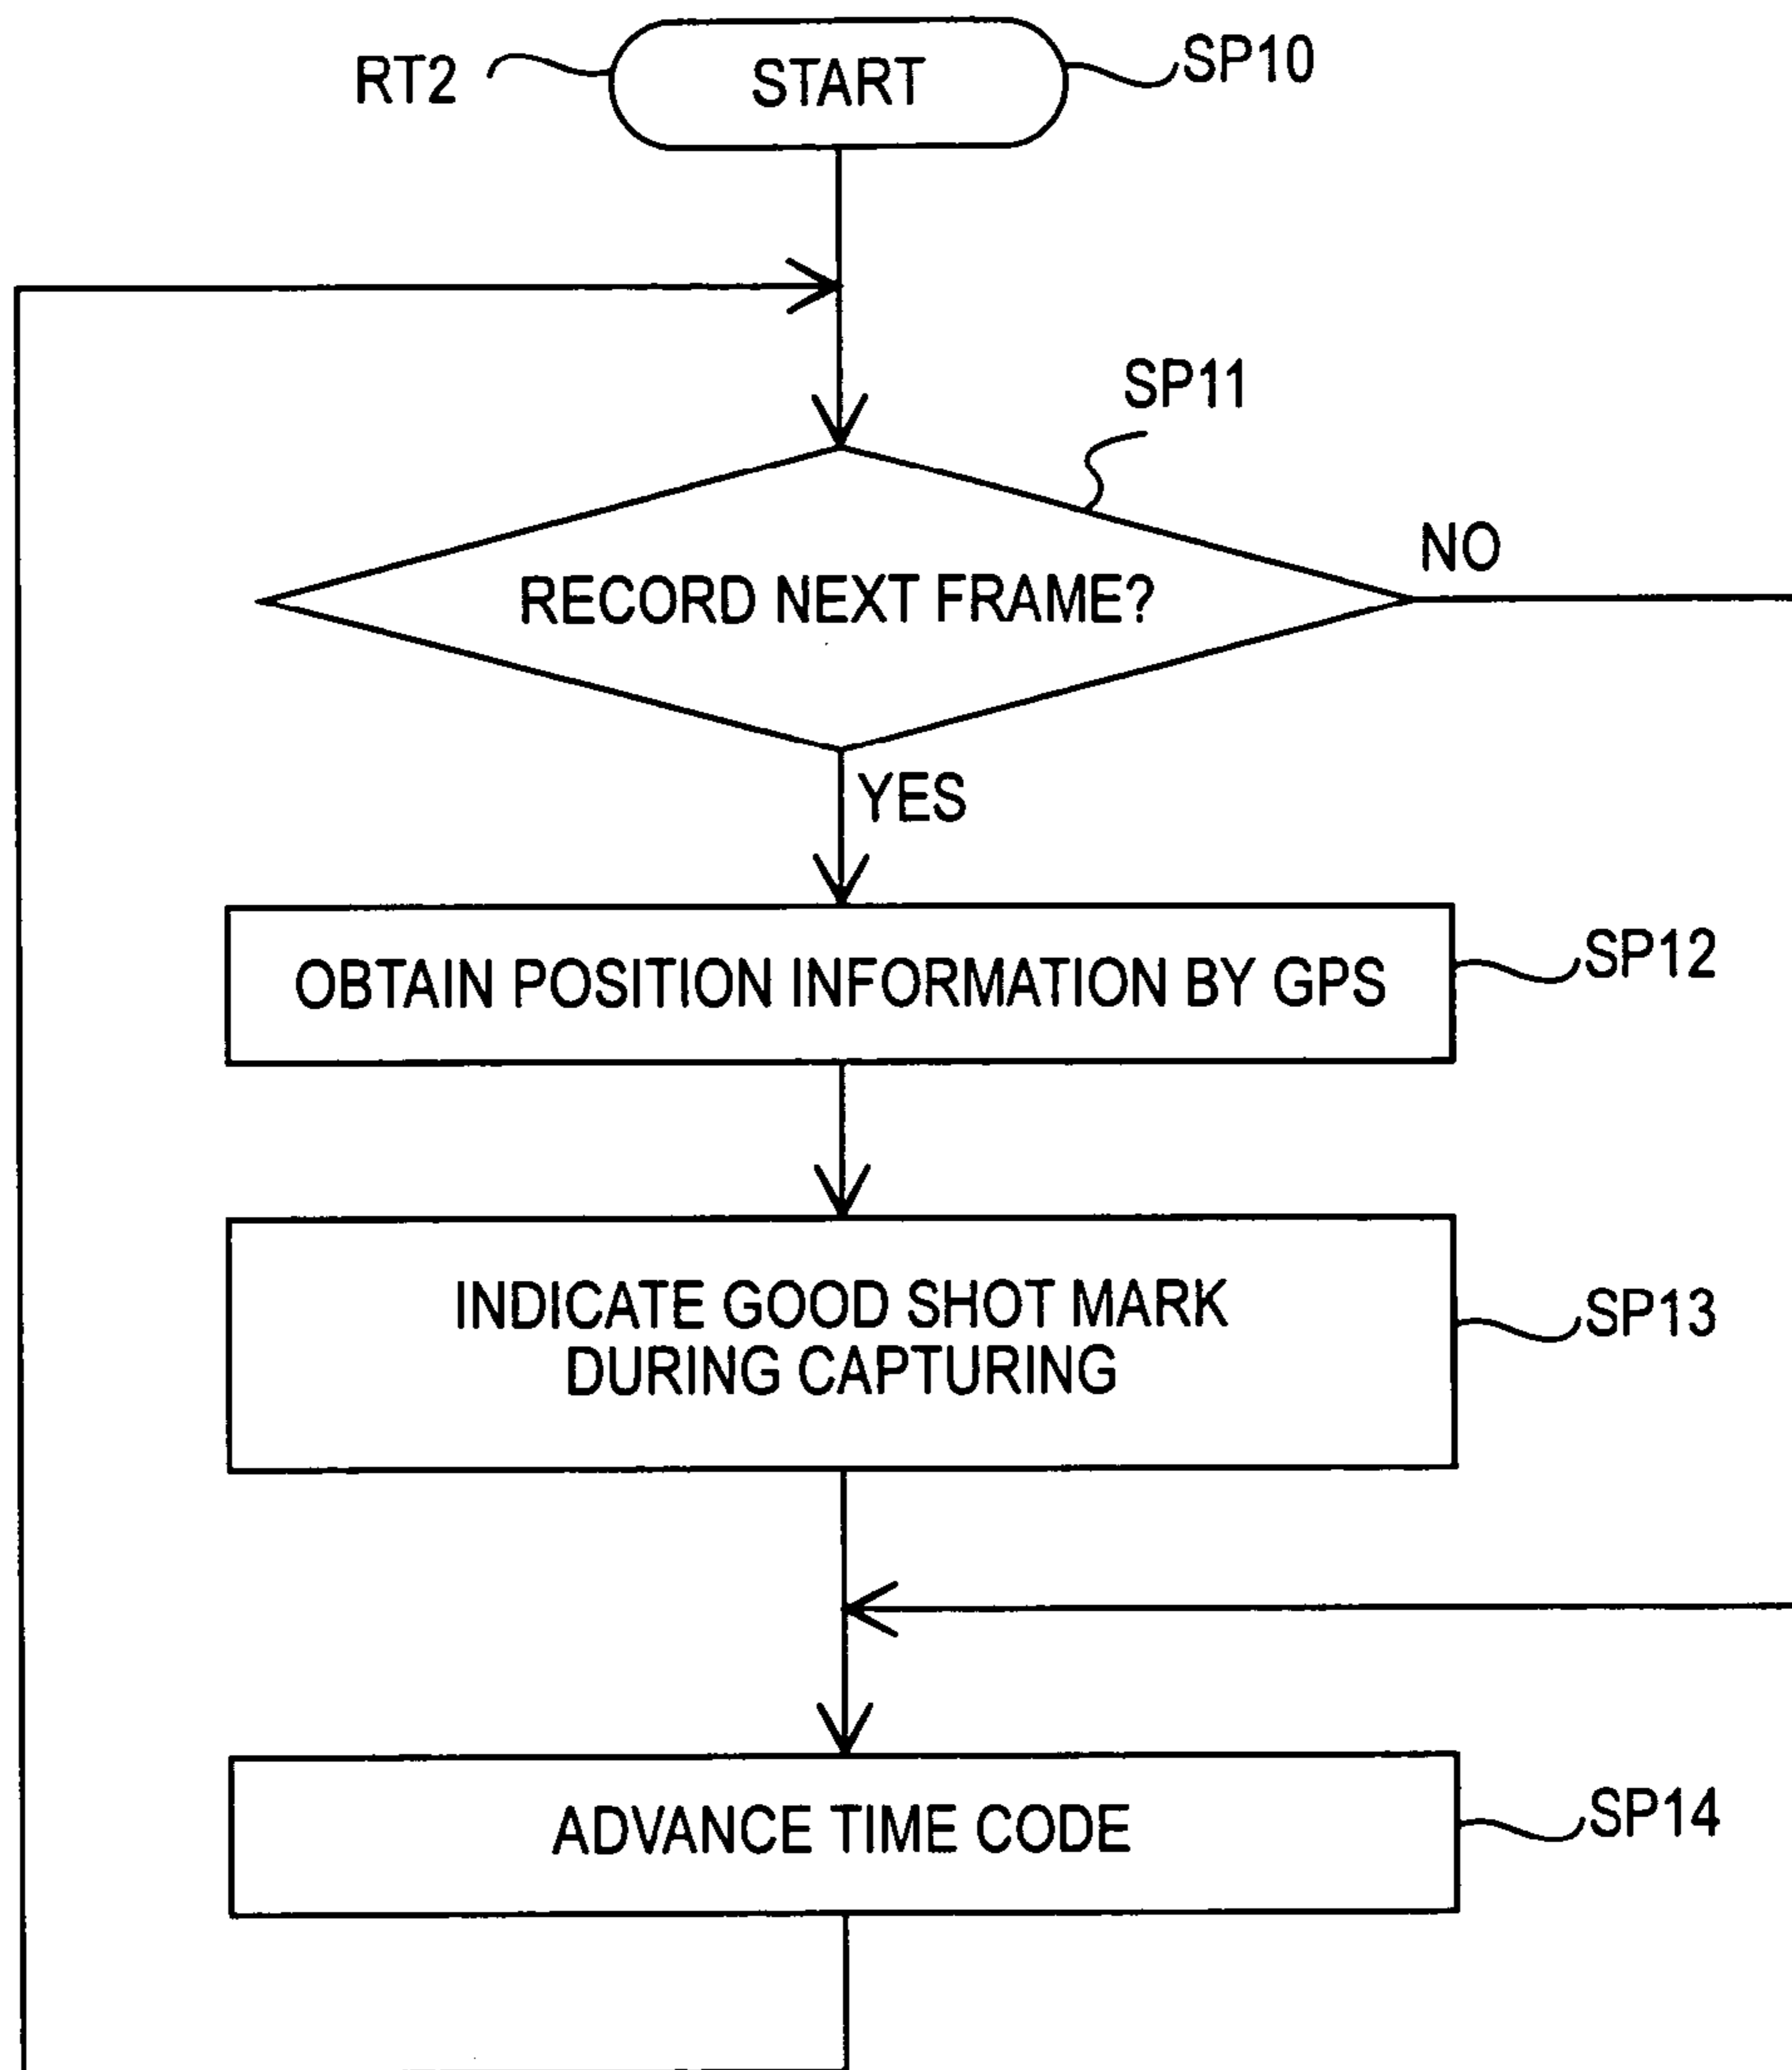 RT2
START
SP10
SP11
RECORD NEXT FRAME?
NO
YES
OBTAIN POSITION INFORMATION BY GPS
SP12
INDICATE GOOD SHOT MARK
DURING CAPTURING
SP13
ADVANCE TIME CODE
SP14